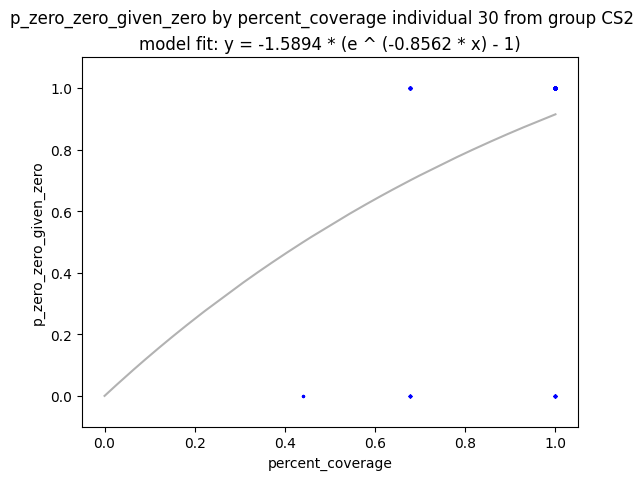 p_zero_zero_given_zero by percent_coverage individual 30 from group CS2
model fit: y = -1.5894 * (e ^ (-0.8562 * x) - 1)
p_zero_zero_given_zero
1.0
0.8
0.6
0.4
0.2
0.0
0.0 0.2 0.4 0.6 0.8 1.0
percent_coverage